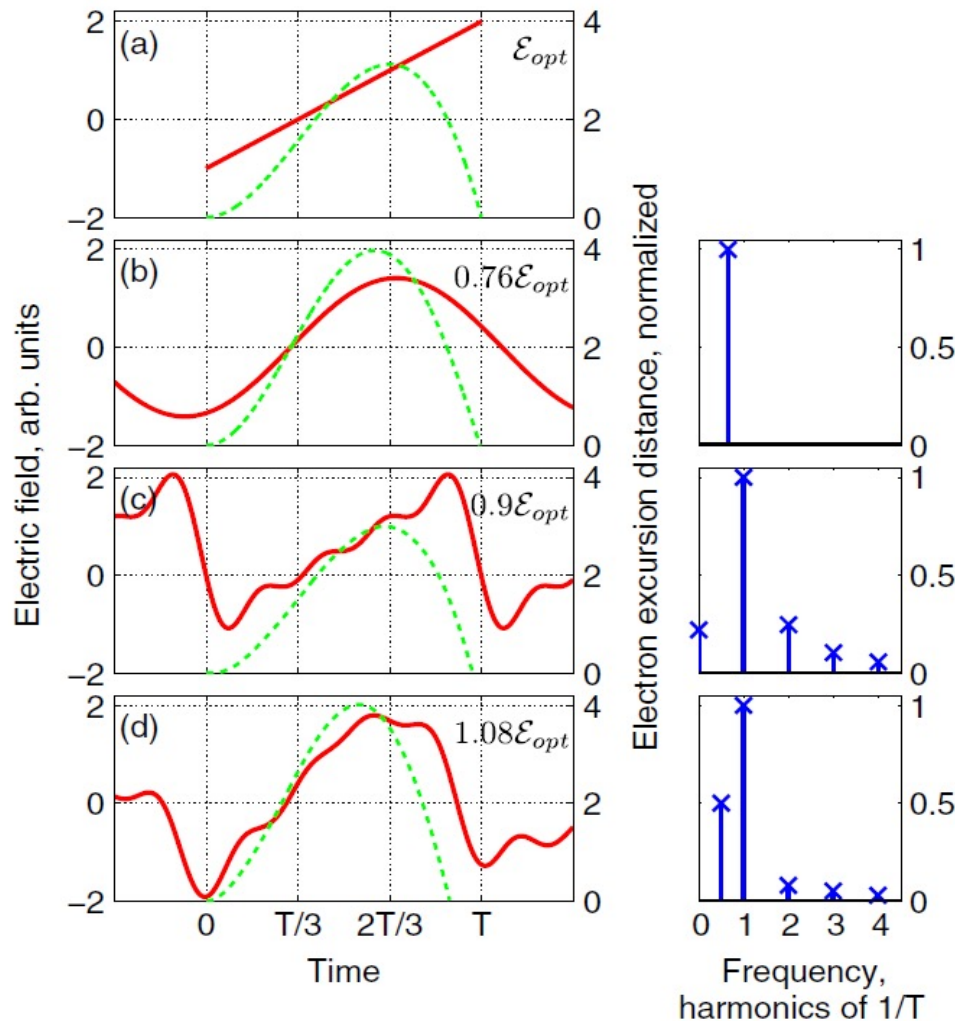 (a)
ℰopt
2
0
−2
4
2
0
(b)
0.76ℰopt
2
0
−2
4
2
0
1
0.5
0
(c)
0.9ℰopt
2
0
−2
4
2
0
1
0.5
0
(d)
1.08ℰopt
2
0
−2
4
2
0
1
0.5
0
0 T/3 2T/3 T
Time
0 1 2 3 4
Frequency,
harmonics of 1/T
Electric field, arb. units
Electron excursion distance, normalized